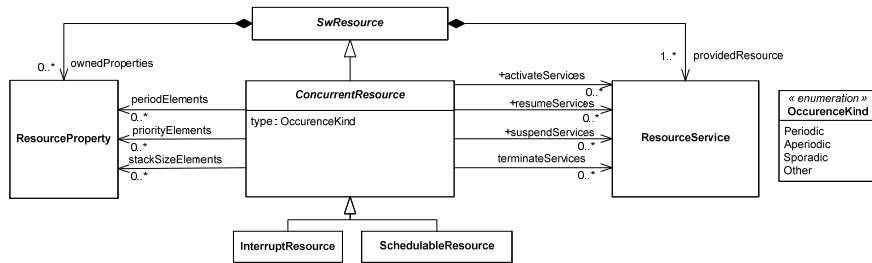 SwResource
0..*
ownedProperties
1..*
providedResource
ResourceProperty
periodElements
0..*
priorityElements
0..*
stackSizeElements
0..*
ConcurrentResource
type: OccurenceKind
+activateServices
0..*
+resumeServices
0..*
+suspendServices
0..*
terminateServices
0..*
ResourceService
« enumeration »
OccurenceKind
Periodic
Aperiodic
Sporadic
Other
InterruptResource
SchedulableResource